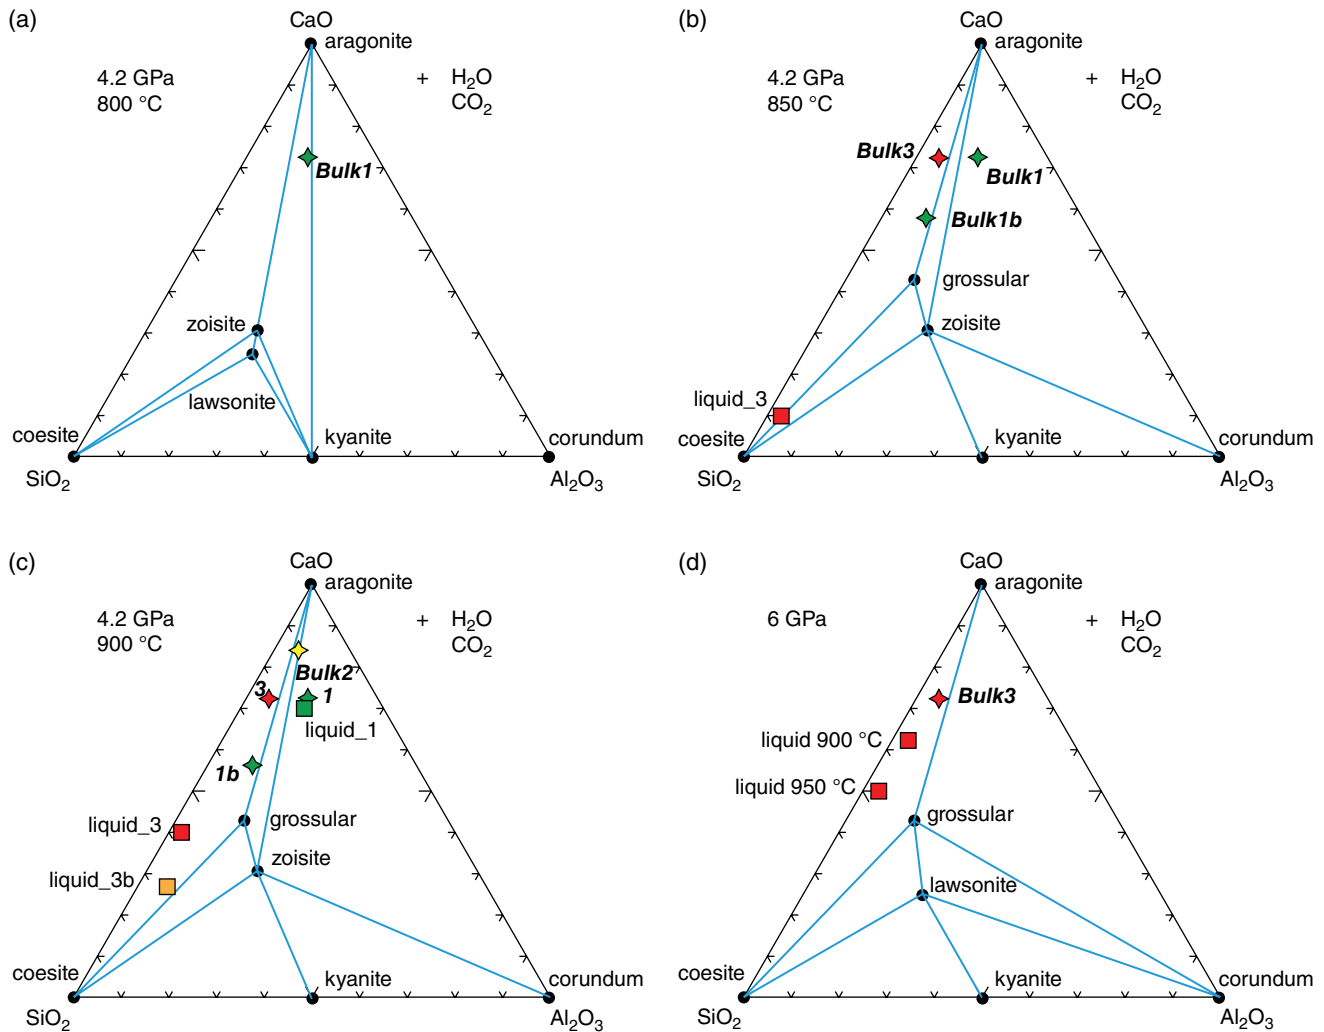 (a)
CaO
aragonite
4.2 GPa
800 °C
+ H₂O
CO₂
Bulk1
zoisite
lawsonite
coesite
kyanite
corundum
SiO₂
Al₂O₃
(b)
CaO
aragonite
4.2 GPa
850 °C
+ H₂O
CO₂
Bulk3
Bulk1
Bulk1b
grossular
zoisite
liquid_3
coesite
kyanite
corundum
SiO₂
Al₂O₃
(c)
CaO
aragonite
4.2 GPa
900 °C
+ H₂O
CO₂
Bulk2
3
1
liquid_1
1b
grossular
liquid_3
zoisite
liquid_3b
coesite
kyanite
corundum
SiO₂
Al₂O₃
(d)
CaO
aragonite
6 GPa
+ H₂O
CO₂
Bulk3
liquid 900 °C
liquid 950 °C
grossular
lawsonite
coesite
kyanite
corundum
SiO₂
Al₂O₃